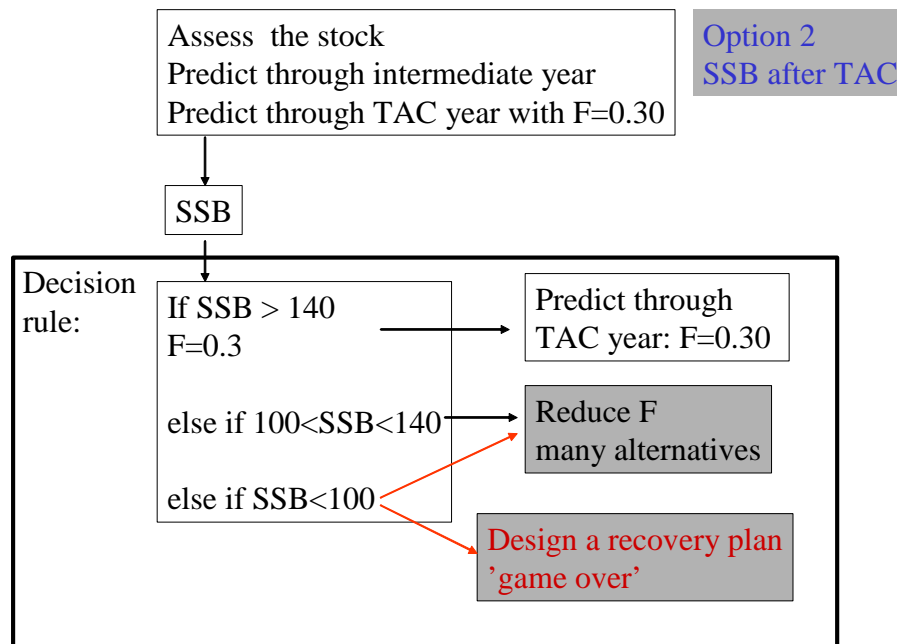 Assess the stock
Predict through intermediate year
Predict through TAC year with F=0.30
Option 2
SSB after TAC
SSB
Decision
rule:
If SSB > 140
F=0.3
else if 100<SSB<140
else if SSB<100
Predict through
TAC year: F=0.30
Reduce F
many alternatives
Design a recovery plan
’game over’